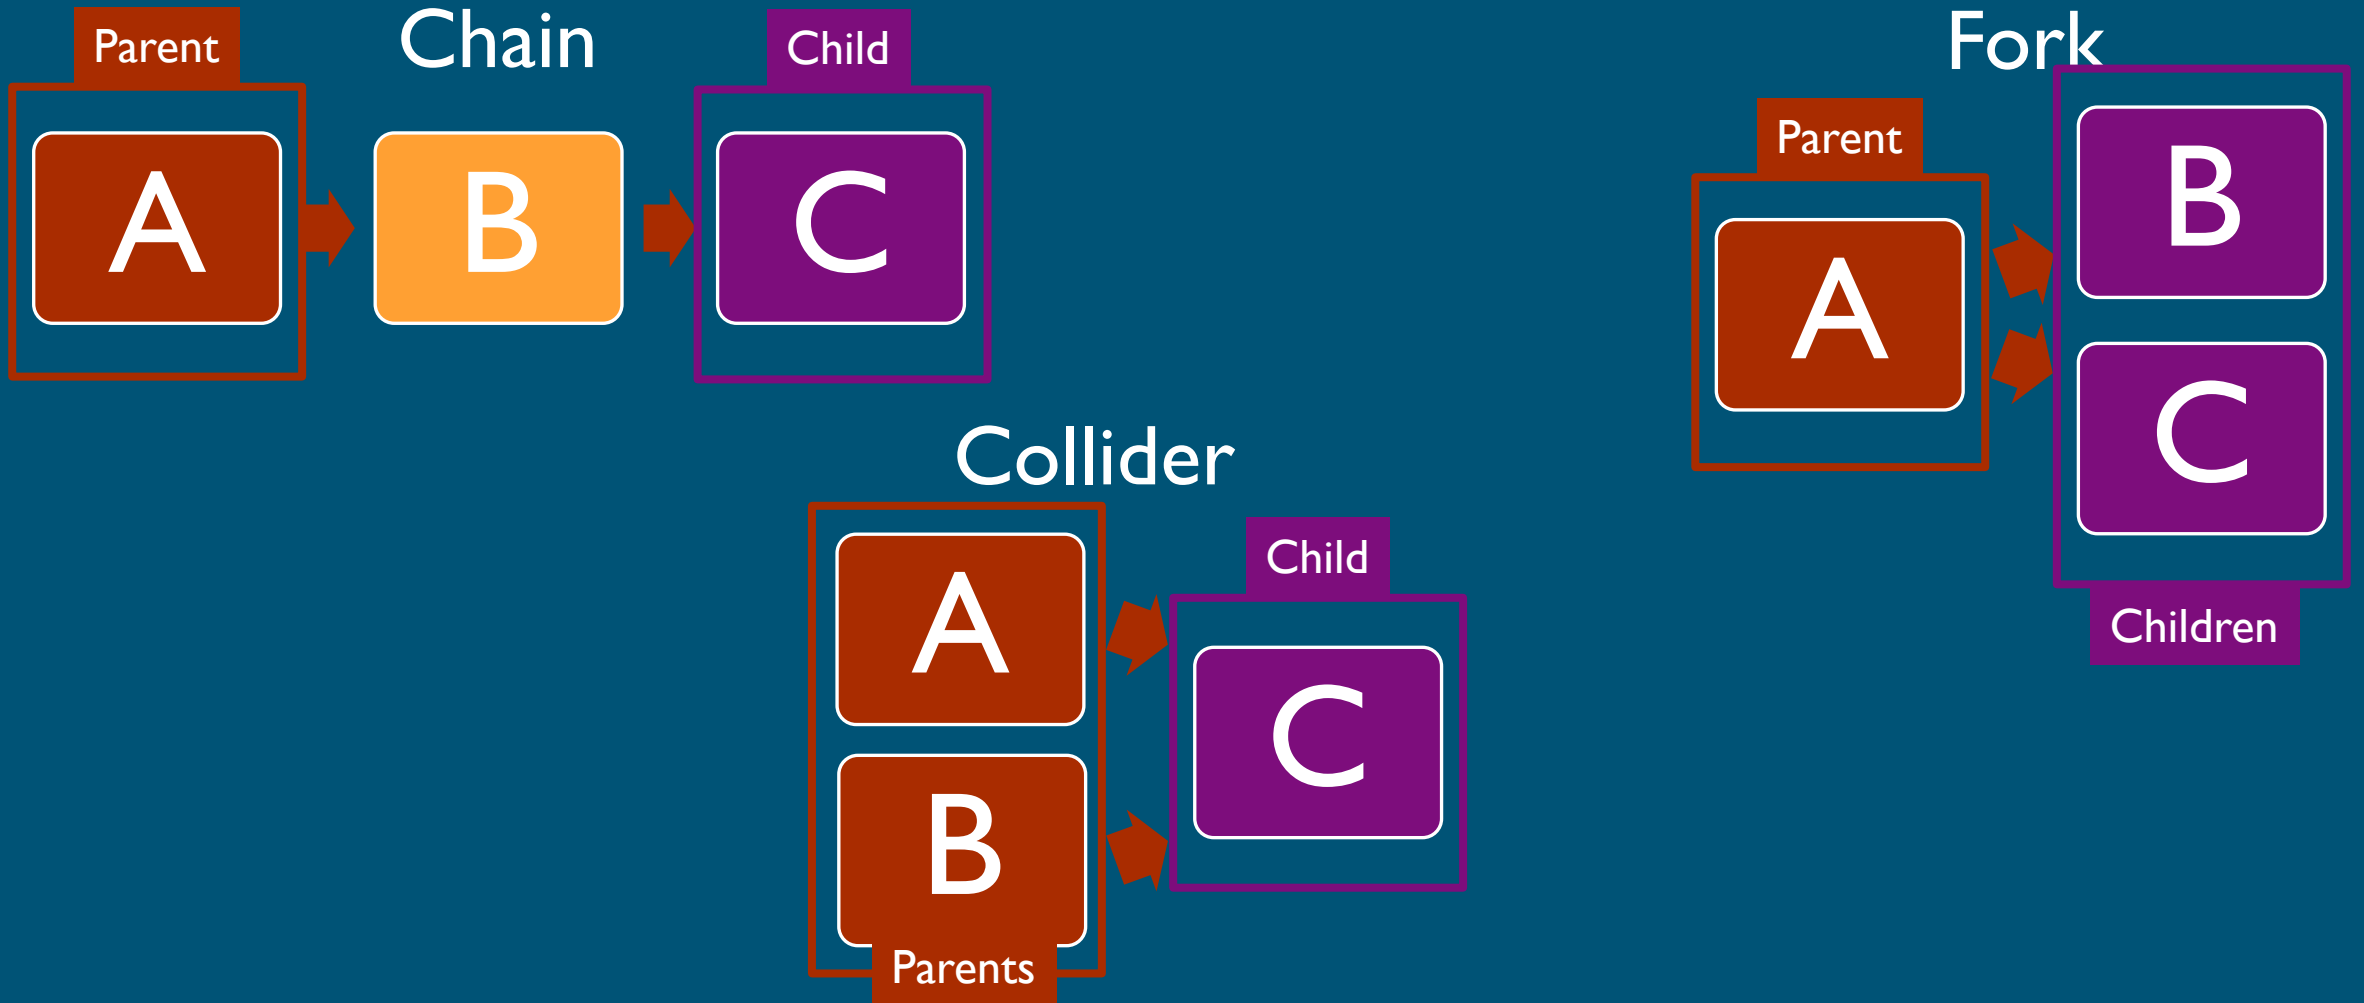 Chain
Parent
A
B
Child
C
Fork
Parent
A
B
C
Children
Collider
A
B
Parents
Child
C